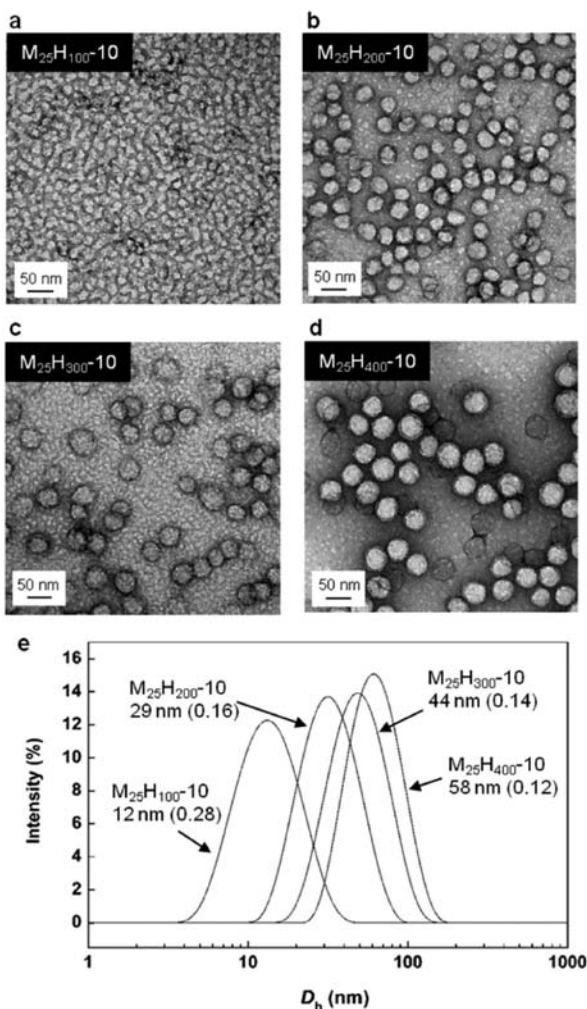 a
M₂₅H₁₀₀-10
50 nm
b
M₂₅H₂₀₀-10
50 nm
c
M₂₅H₃₀₀-10
50 nm
d
M₂₅H₄₀₀-10
50 nm
e
16
14
12
10
8
6
4
2
0
Intensity (%)
M₂₅H₂₀₀-10
29 nm (0.16)
M₂₅H₁₀₀-10
12 nm (0.28)
M₂₅H₃₀₀-10
44 nm (0.14)
M₂₅H₄₀₀-10
58 nm (0.12)
1 10 100 1000
Dₕ (nm)